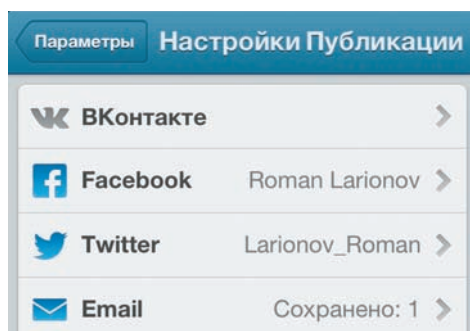 Параметры Настройки Публикации
ВКонтакте
Facebook Roman Larionov
Twitter Larionov_Roman
Email Сохранено: 1